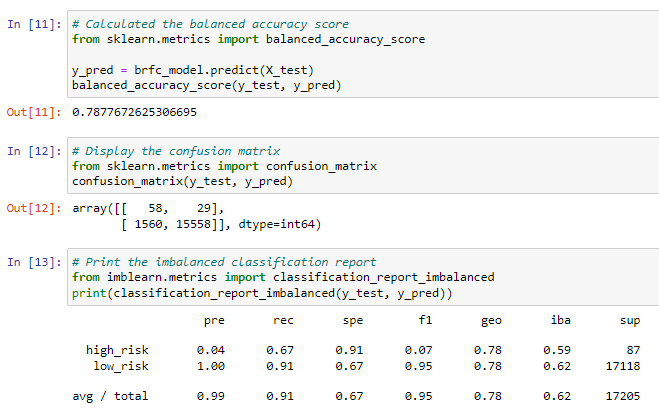 In [11]: # Calculated the balanced accuracy score
from sklearn.metrics import balanced_accuracy_score
y_pred = brfc_model.predict(X_test)
balanced_accuracy_score(y_test, y_pred)
Out[11]: 0.7877672625306695
In [12]: # Display the confusion matrix
from sklearn.metrics import confusion_matrix
confusion_matrix(y_test, y_pred)
Out[12]: array([[   58,    29],
[ 1560, 15558]], dtype=int64)
In [13]: # Print the imbalanced classification report
from imblearn.metrics import classification_report_imbalanced
print(classification_report_imbalanced(y_test, y_pred))
pre rec spe f1 geo iba sup
high_risk 0.04 0.67 0.91 0.07 0.78 0.59 87
low_risk 1.00 0.91 0.67 0.95 0.78 0.62 17118
avg / total 0.99 0.91 0.67 0.95 0.78 0.62 17205